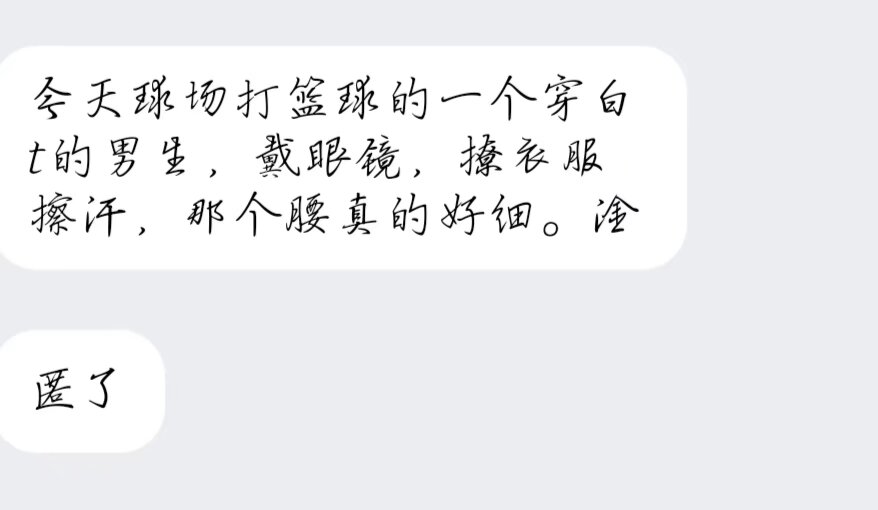 今天球场打篮球的一个穿白
t的男生，戴眼镜，撩衣服
擦汗，那个腰真的好细。淦
匿了